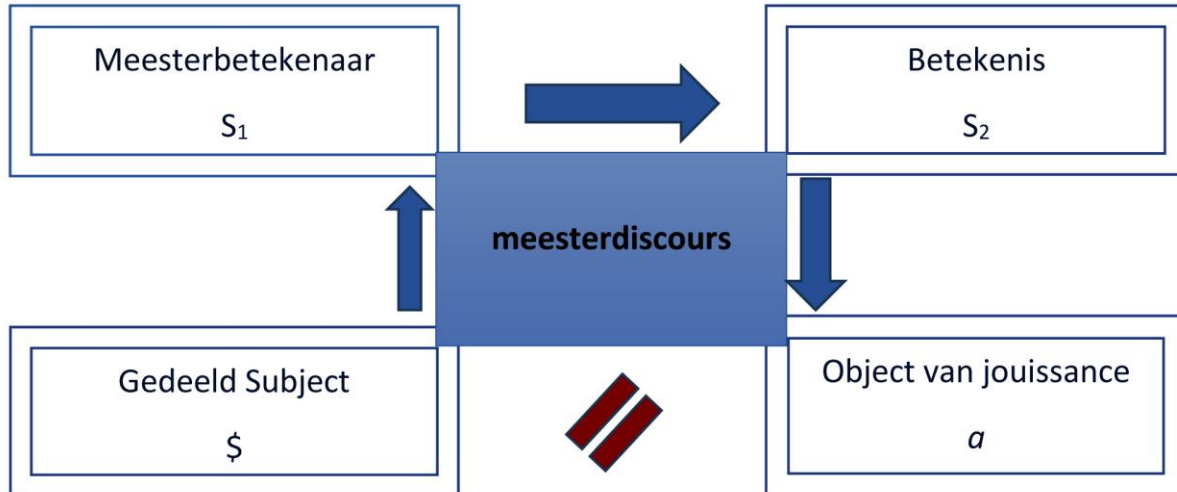 Meesterbetekenaar
S₁
Betekenis
S₂
meesterdiscours
Gedeeld Subject
$
Object van jouissance
a